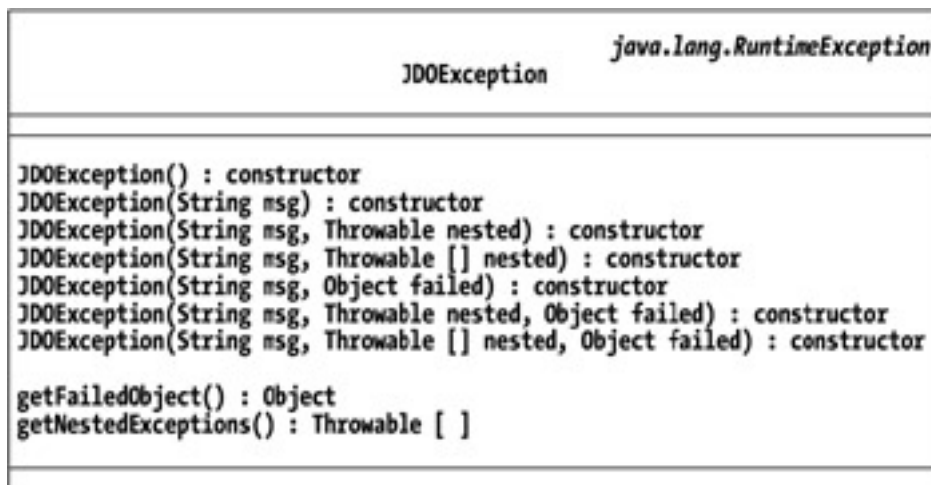 java.lang.RuntimeException
JDOException
JDOException() : constructor
JDOException(String msg) : constructor
JDOException(String msg, Throwable nested) : constructor
JDOException(String msg, Throwable [] nested) : constructor
JDOException(String msg, Object failed) : constructor
JDOException(String msg, Throwable nested, Object failed) : constructor
JDOException(String msg, Throwable [] nested, Object failed) : constructor
getFailedObject() : Object
getNestedExceptions() : Throwable [ ]